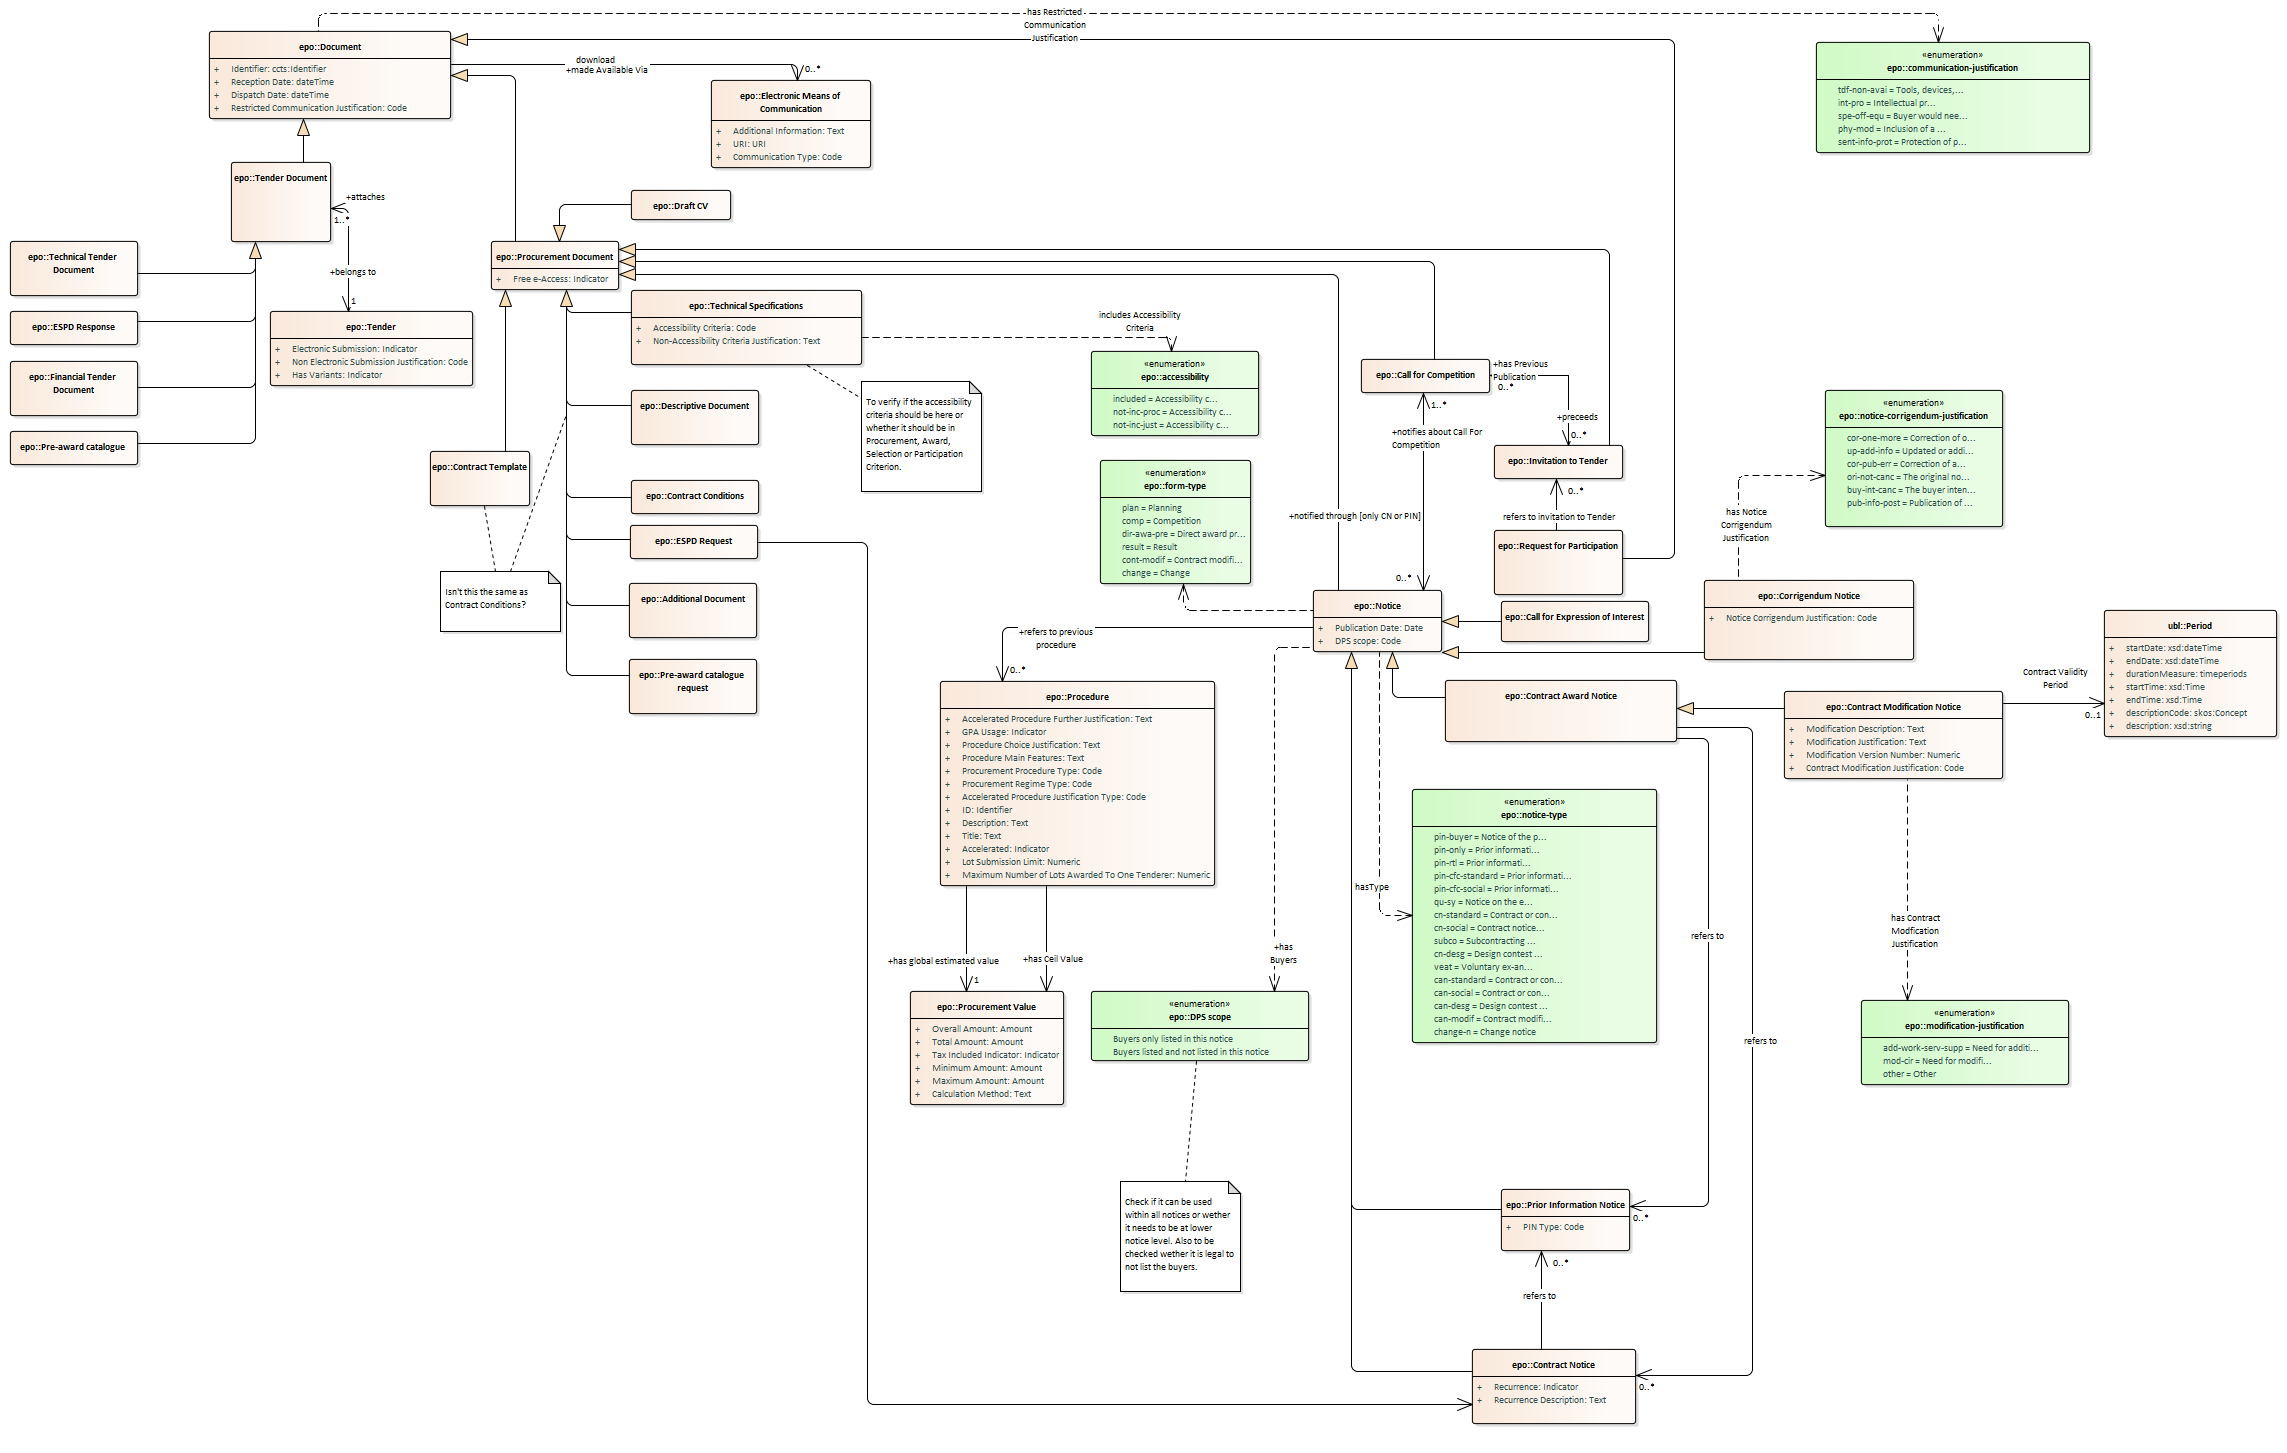 has Restricted
Communication
Justification
epo::Document
+ Identifier: ccts:Identifier
+ Reception Date: dateTime
+ Dispatch Date: dateTime
+ Restricted Communication Justification: Code
download
+made Available Via
0..*
epo::Electronic Means of
Communication
+ Additional Information: Text
+ URI: URI
+ Communication Type: Code
«enumeration»
epo::communication-justification
tdf-non-avai = Tools, devices,...
int-pro = Intellectual pr...
spe-off-equ = Buyer would nee...
phy-mod = Inclusion of a ...
sent-info-prot = Protection of p...
epo::Tender Document
+attaches
1..*
+belongs to
1
epo::Technical Tender
Document
epo::ESPD Response
epo::Financial Tender
Document
epo::Pre-award catalogue
epo::Tender
+ Electronic Submission: Indicator
+ Non Electronic Submission Justification: Code
+ Has Variants: Indicator
epo::Draft CV
epo::Procurement Document
+ Free e-Access: Indicator
epo::Technical Specifications
+ Accessibility Criteria: Code
+ Non-Accessibility Criteria Justification: Text
includes Accessibility
Criteria
«enumeration»
epo::accessibility
included = Accessibility c...
not-inc-proc = Accessibility c...
not-inc-just = Accessibility c...
To verify if the accessibility
criteria should be here or
whether it should be in
Procurement, Award,
Selection or Participation
Criterion.
epo::Descriptive Document
epo::Contract Template
epo::Contract Conditions
epo::ESPD Request
Isn't this the same as
Contract Conditions?
epo::Additional Document
epo::Pre-award catalogue
request
«enumeration»
epo::form-type
plan = Planning
comp = Competition
dir-awa-pre = Direct award pr...
result = Result
cont-modif = Contract modifi...
change = Change
epo::Call for Competition
+has Previous
Publication
0..*
+preceeds
0..*
1..*
+notifies about Call For
Competition
+notified through [only CN or PIN]
0..*
epo::Invitation to Tender
0..*
refers to invitation to Tender
epo::Request for Participation
«enumeration»
epo::notice-corrigendum-justification
cor-one-more = Correction of o...
up-add-info = Updated or addi...
cor-pub-err = Correction of a...
ori-not-canc = The original no...
buy-int-canc = The buyer inten...
pub-info-post = Publication of ...
has Notice
Corrigendum
Justification
epo::Notice
+ Publication Date: Date
+ DPS scope: Code
epo::Call for Expression of Interest
epo::Corrigendum Notice
+ Notice Corrigendum Justification: Code
ubl::Period
+ startDate: xsd:dateTime
+ endDate: xsd:dateTime
+ durationMeasure: timeperiods
+ startTime: xsd:Time
+ endTime: xsd:Time
+ descriptionCode: skos:Concept
+ description: xsd:string
Contract Validity
Period
0..1
+refers to previous
procedure
0..*
epo::Procedure
+ Accelerated Procedure Further Justification: Text
+ GPA Usage: Indicator
+ Procedure Choice Justification: Text
+ Procedure Main Features: Text
+ Procurement Procedure Type: Code
+ Procurement Regime Type: Code
+ Accelerated Procedure Justification Type: Code
+ ID: Identifier
+ Description: Text
+ Title: Text
+ Accelerated: Indicator
+ Lot Submission Limit: Numeric
+ Maximum Number of Lots Awarded To One Tenderer: Numeric
epo::Contract Award Notice
epo::Contract Modification Notice
+ Modification Description: Text
+ Modification Justification: Text
+ Modification Version Number: Numeric
+ Contract Modification Justification: Code
«enumeration»
epo::notice-type
pin-buyer = Notice of the p...
pin-only = Prior informati...
pin-rtl = Prior informati...
pin-cfc-standard = Prior informati...
pin-cfc-social = Prior informati...
qu-sy = Notice on the e...
cn-standard = Contract or con...
cn-social = Contract notice...
subco = Subcontracting ...
cn-desg = Design contest ...
veat = Voluntary ex-an...
can-standard = Contract or con...
can-social = Contract or con...
can-desg = Design contest ...
can-modif = Contract modifi...
change-n = Change notice
hasType
+has
Buyers
refers to
refers to
has Contract
Modfication
Justification
+has global estimated value
1
+has Ceil Value
epo::Procurement Value
+ Overall Amount: Amount
+ Total Amount: Amount
+ Tax Included Indicator: Indicator
+ Minimum Amount: Amount
+ Maximum Amount: Amount
+ Calculation Method: Text
«enumeration»
epo::DPS scope
Buyers only listed in this notice
Buyers listed and not listed in this notice
«enumeration»
epo::modification-justification
add-work-serv-supp = Need for additi...
mod-cir = Need for modifi...
other = Other
Check if it can be used
within all notices or wether
it needs to be at lower
notice level. Also to be
checked wether it is legal to
not list the buyers.
epo::Prior Information Notice
+ PIN Type: Code
0..*
0..*
refers to
epo::Contract Notice
+ Recurrence: Indicator
+ Recurrence Description: Text
0..*